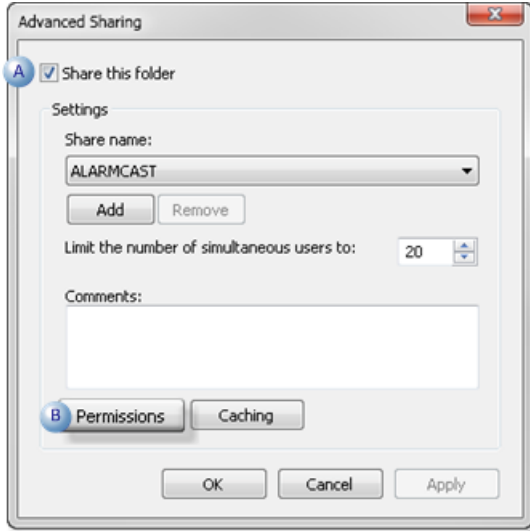 Advanced Sharing
A Share this folder
Settings
Share name:
ALARMCAST
Add Remove
Limit the number of simultaneous users to: 20
Comments:
B Permissions Caching
OK Cancel Apply